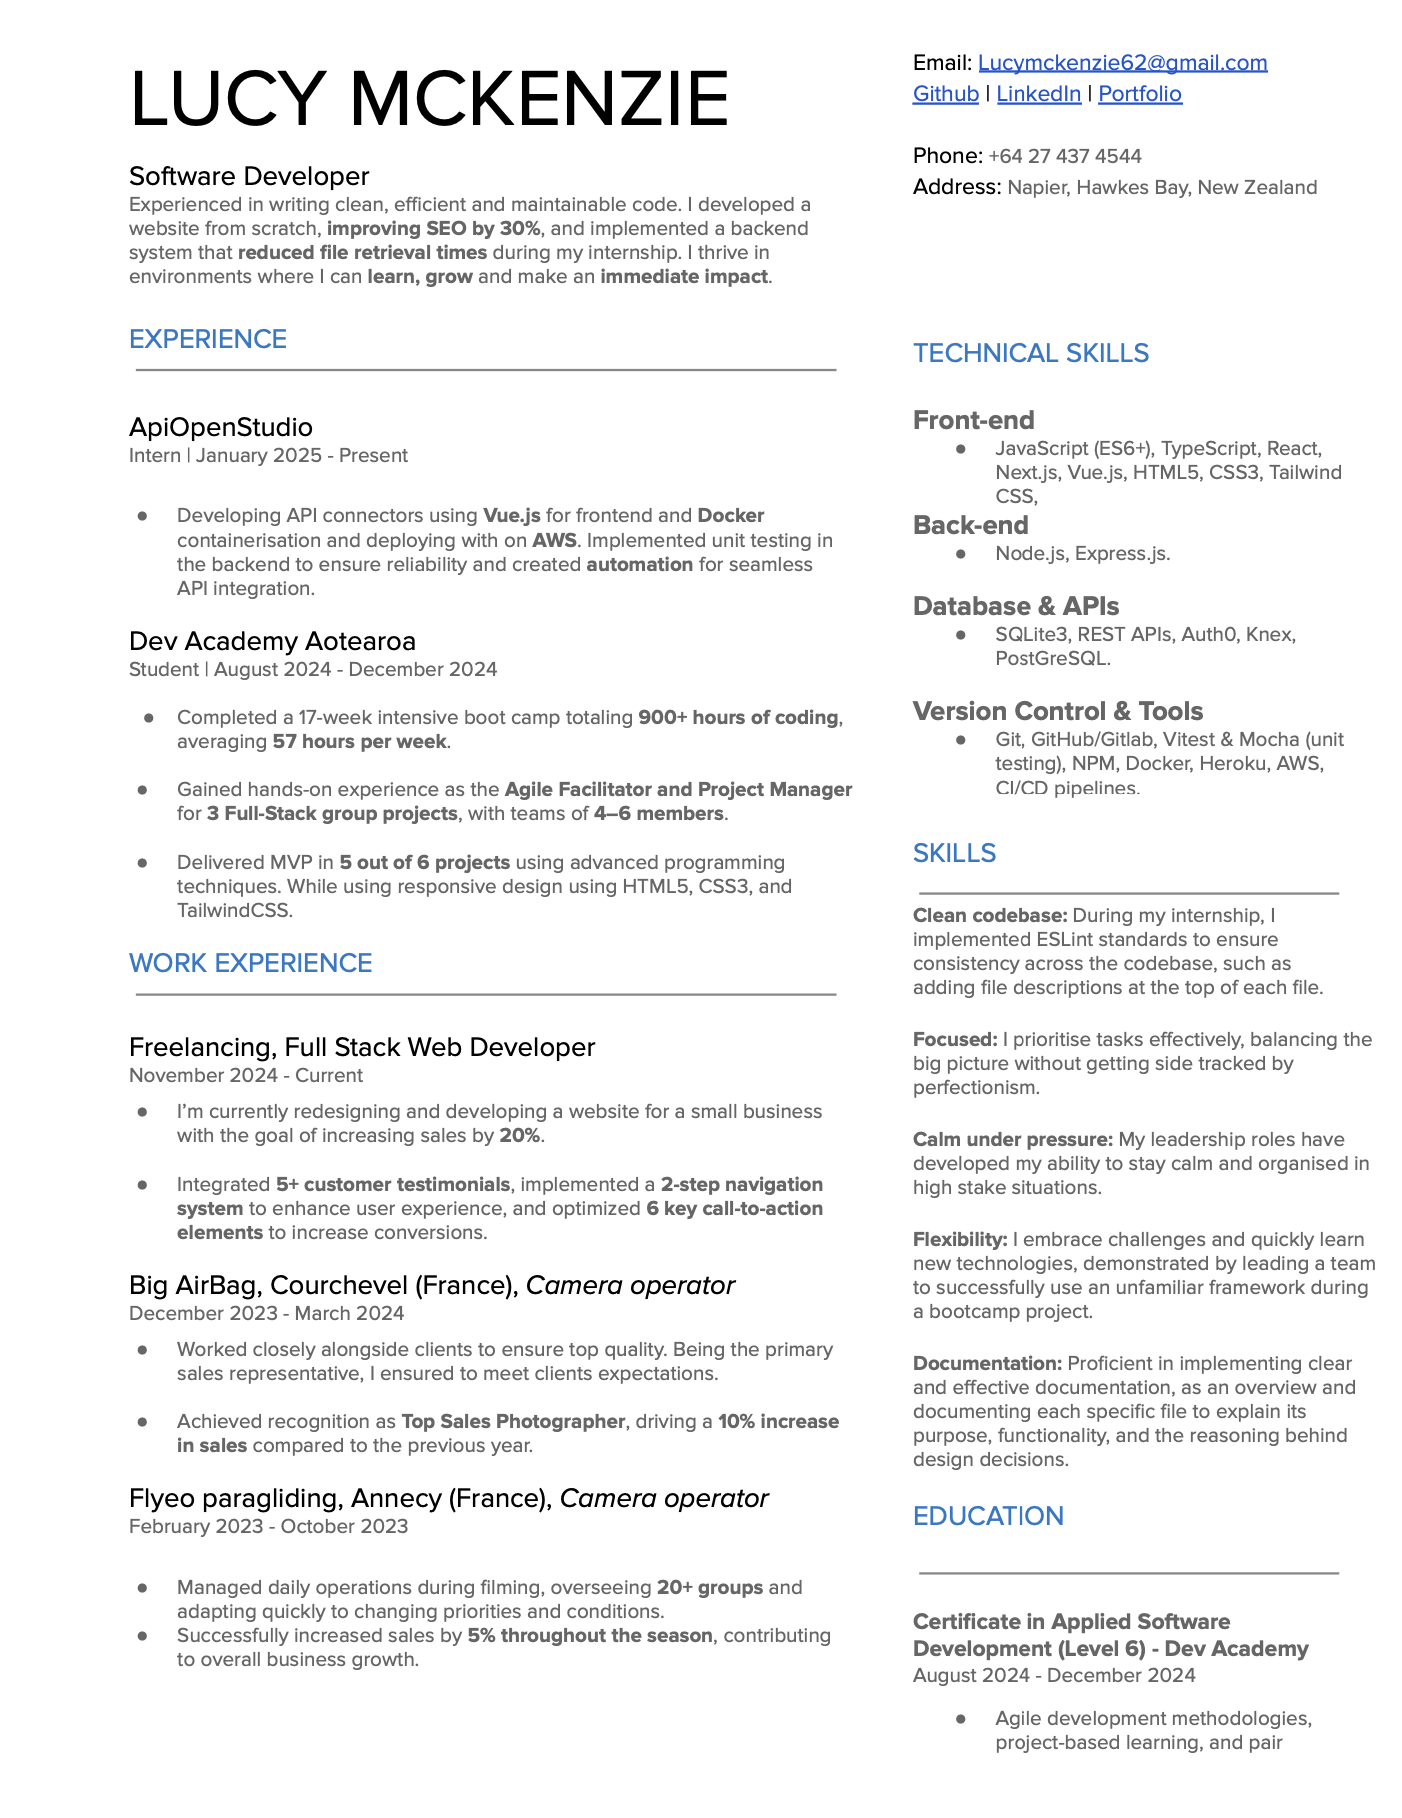 LUCY MCKENZIE
Software Developer
Experienced in writing clean, efficient and maintainable code. I developed a
website from scratch, improving SEO by 30%, and implemented a backend
system that reduced file retrieval times during my internship. I thrive in
environments where I can learn, grow and make an immediate impact.
EXPERIENCE
ApiOpenStudio
Intern | January 2025 - Present
● Developing API connectors using Vue.js for frontend and Docker
containerisation and deploying with on AWS. Implemented unit testing in
the backend to ensure reliability and created automation for seamless
API integration.
Dev Academy Aotearoa
Student | August 2024 - December 2024
● Completed a 17-week intensive boot camp totaling 900+ hours of coding,
averaging 57 hours per week.
● Gained hands-on experience as the Agile Facilitator and Project Manager
for 3 Full-Stack group projects, with teams of 4–6 members.
● Delivered MVP in 5 out of 6 projects using advanced programming
techniques. While using responsive design using HTML5, CSS3, and
TailwindCSS.
WORK EXPERIENCE
Freelancing, Full Stack Web Developer
November 2024 - Current
● I’m currently redesigning and developing a website for a small business
with the goal of increasing sales by 20%.
● Integrated 5+ customer testimonials, implemented a 2-step navigation
system to enhance user experience, and optimized 6 key call-to-action
elements to increase conversions.
Big AirBag, Courchevel (France), Camera operator
December 2023 - March 2024
● Worked closely alongside clients to ensure top quality. Being the primary
sales representative, I ensured to meet clients expectations.
● Achieved recognition as Top Sales Photographer, driving a 10% increase
in sales compared to the previous year.
Flyeo paragliding, Annecy (France), Camera operator
February 2023 - October 2023
● Managed daily operations during filming, overseeing 20+ groups and
adapting quickly to changing priorities and conditions.
● Successfully increased sales by 5% throughout the season, contributing
to overall business growth.
Email: Lucymckenzie62@gmail.com
Github | LinkedIn | Portfolio
Phone: +64 27 437 4544
Address: Napier, Hawkes Bay, New Zealand
TECHNICAL SKILLS
Front-end
● JavaScript (ES6+), TypeScript, React,
Next.js, Vue.js, HTML5, CSS3, Tailwind
CSS,
Back-end
● Node.js, Express.js.
Database & APIs
● SQLite3, REST APIs, Auth0, Knex,
PostGreSQL.
Version Control & Tools
● Git, GitHub/Gitlab, Vitest & Mocha (unit
testing), NPM, Docker, Heroku, AWS,
CI/CD pipelines.
SKILLS
Clean codebase: During my internship, I
implemented ESLint standards to ensure
consistency across the codebase, such as
adding file descriptions at the top of each file.
Focused: I prioritise tasks effectively, balancing the
big picture without getting side tracked by
perfectionism.
Calm under pressure: My leadership roles have
developed my ability to stay calm and organised in
high stake situations.
Flexibility: I embrace challenges and quickly learn
new technologies, demonstrated by leading a team
to successfully use an unfamiliar framework during
a bootcamp project.
Documentation: Proficient in implementing clear
and effective documentation, as an overview and
documenting each specific file to explain its
purpose, functionality, and the reasoning behind
design decisions.
EDUCATION
Certificate in Applied Software
Development (Level 6) - Dev Academy
August 2024 - December 2024
● Agile development methodologies,
project-based learning, and pair